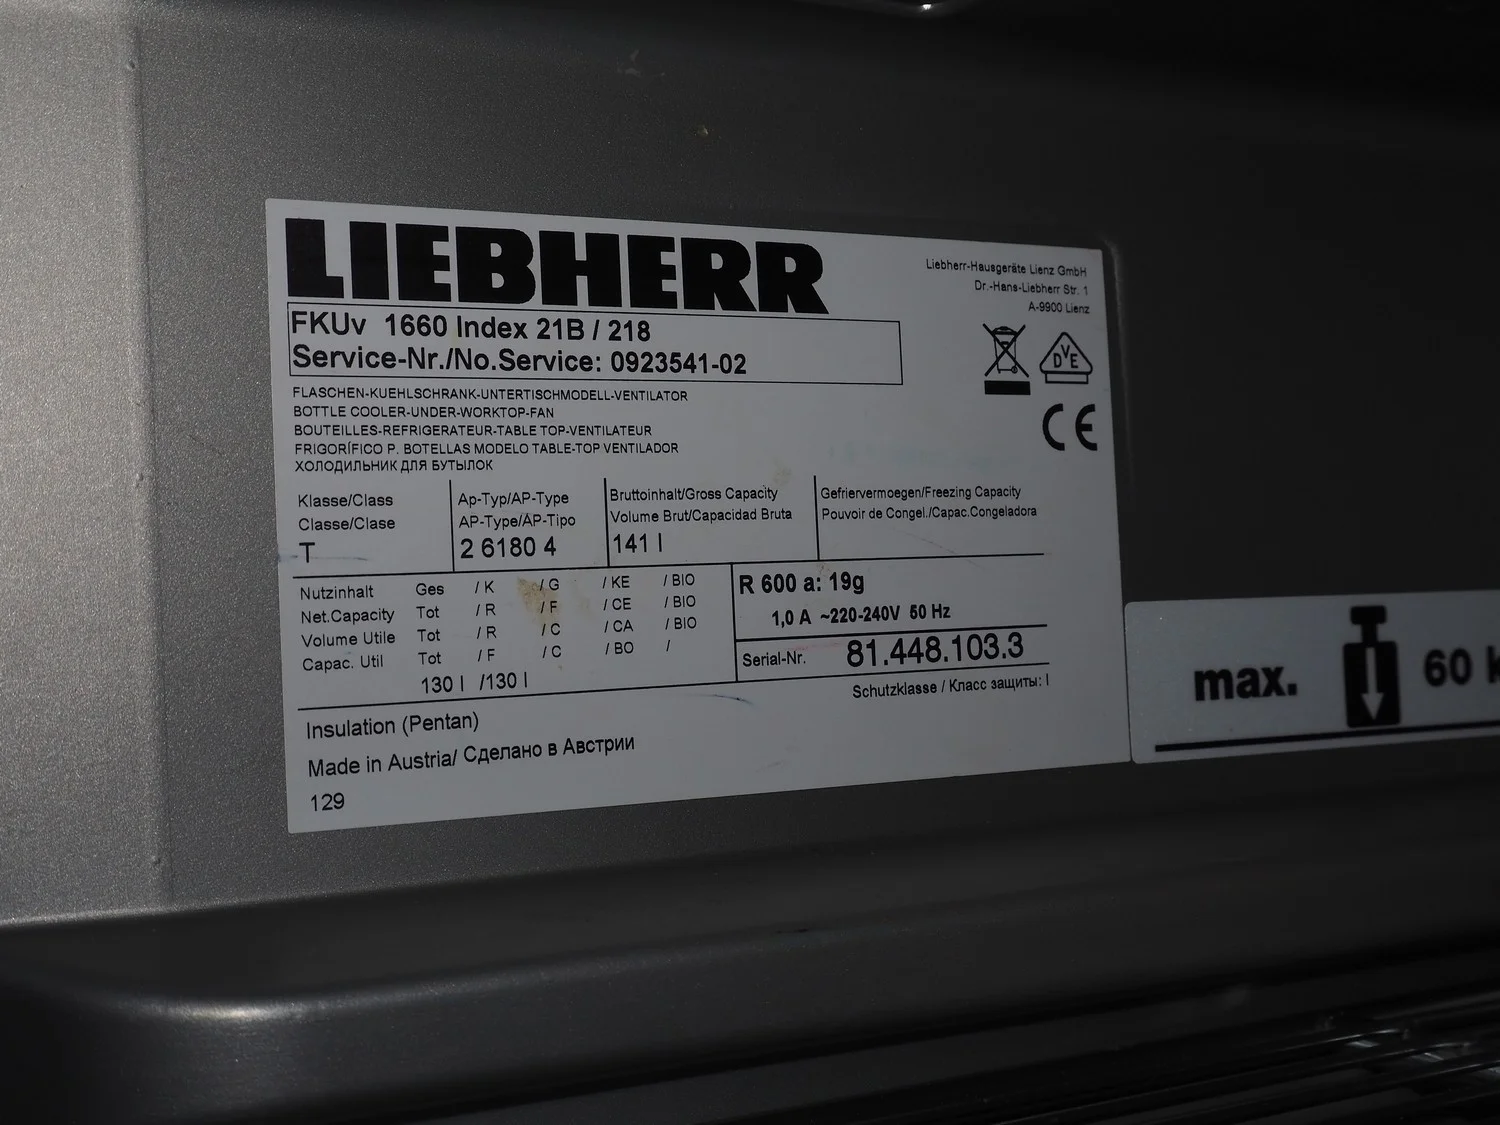 LIEBHERR
Liebherr-Hausgeräte Lienz GmbH
Dr.-Hans-Liebherr Str. 1
A-9900 Lienz
FKUv 1660 Index 21B / 218
Service-Nr./No.Service: 0923541-02
DVE
CE
FLASCHEN-KUEHLSCHRANK-UNTERTISCHMODELL-VENTILATOR
BOTTLE COOLER-UNDER-WORKTOP-FAN
BOUTEILLES-REFRIGERATEUR-TABLE TOP-VENTILATEUR
FRIGORÍFICO P. BOTELLAS MODELO TABLE-TOP VENTILADOR
ХОЛОДИЛЬНИК ДЛЯ БУТЫЛОК
Klasse/Class
Classe/Clase
T
Ap-Typ/AP-Type
AP-Type/AP-Tipo
2 6180 4
Bruttoinhalt/Gross Capacity
Volume Brut/Capacidad Bruta
141 l
Gefriervermoegen/Freezing Capacity
Pouvoir de Congel./Capac.Congeladora
Nutzinhalt Ges / K / G / KE / BIO
Net.Capacity Tot / R / F / CE / BIO
Volume Utile Tot / R / C / CA / BIO
Capac. Util Tot / F / C / BO /
130 l /130 l
R 600 a: 19g
1,0 A ~220-240V 50 Hz
Serial-Nr. 81.448.103.3
Schutzklasse / Класс защиты: I
Insulation (Pentan)
Made in Austria/ Сделано в Австрии
129
max. 60